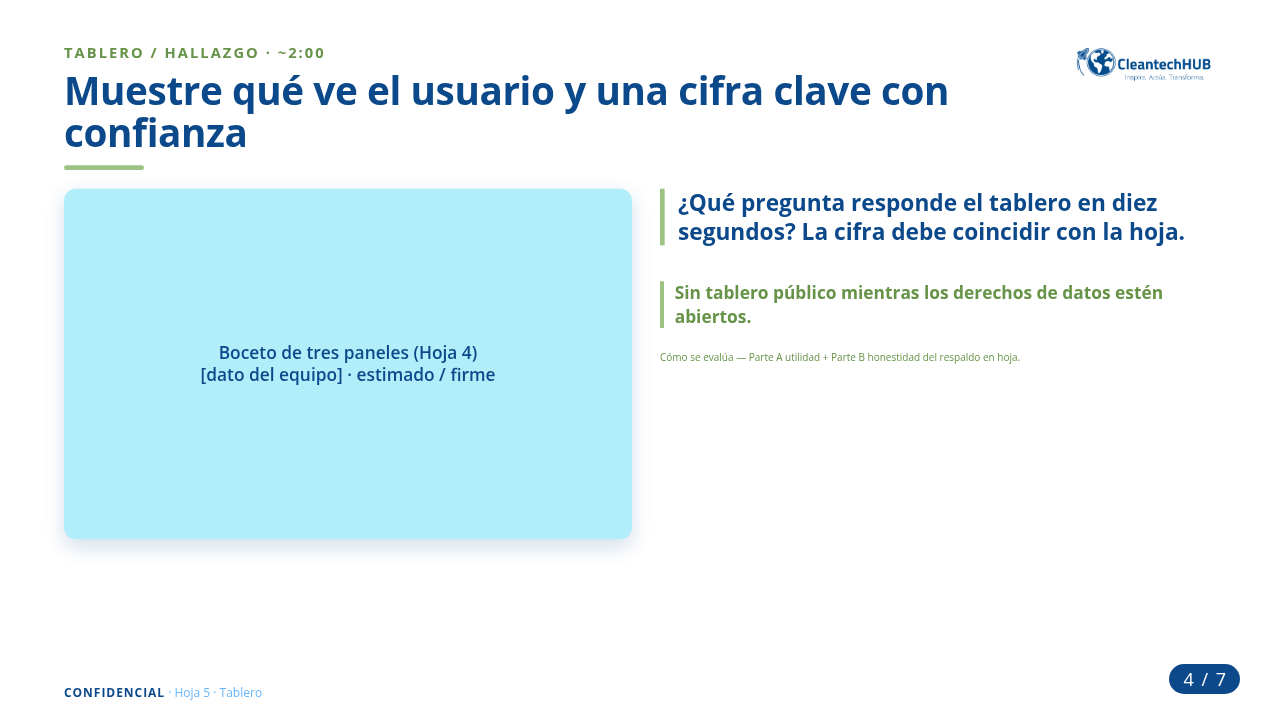 TABLERO / HALLAZGO · ~2:00
CleantechHUB
Inspira. Actúa. Transforma.
Muestre qué ve el usuario y una cifra clave con
confianza
Boceto de tres paneles (Hoja 4)
[dato del equipo] · estimado / firme
¿Qué pregunta responde el tablero en diez
segundos? La cifra debe coincidir con la hoja.
Sin tablero público mientras los derechos de datos estén
abiertos.
Cómo se evalúa — Parte A utilidad + Parte B honestidad del respaldo en hoja.
CONFIDENCIAL · Hoja 5 · Tablero
4 / 7